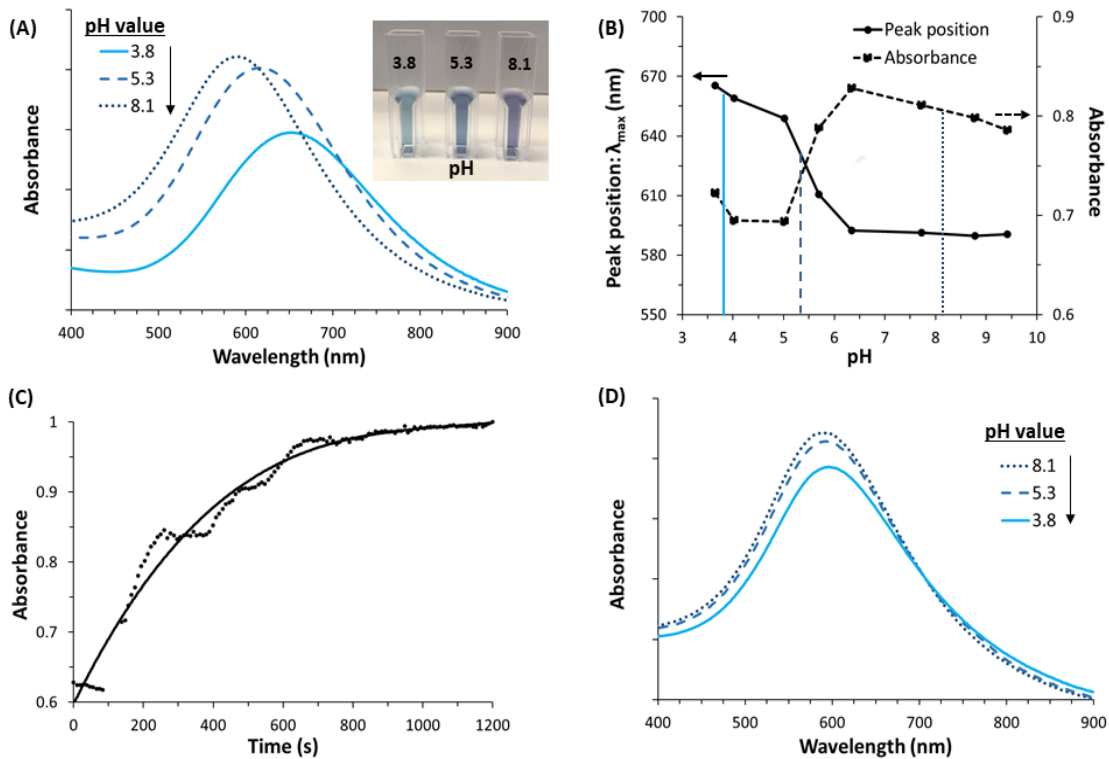 (A)
pH value
3.8
5.3
8.1
3.8 5.3 8.1
pH
Absorbance
400 500 600 700 800 900
Wavelength (nm)
(B)
700
670
640
610
580
550
Peak position: λmax (nm)
Peak position
Absorbance
0.9
0.8
0.7
0.6
Absorbance
3 4 5 6 7 8 9 10
pH
(C)
1
0.9
0.8
0.7
0.6
Absorbance
0 200 400 600 800 1000 1200
Time (s)
(D)
pH value
8.1
5.3
3.8
Absorbance
400 500 600 700 800 900
Wavelength (nm)